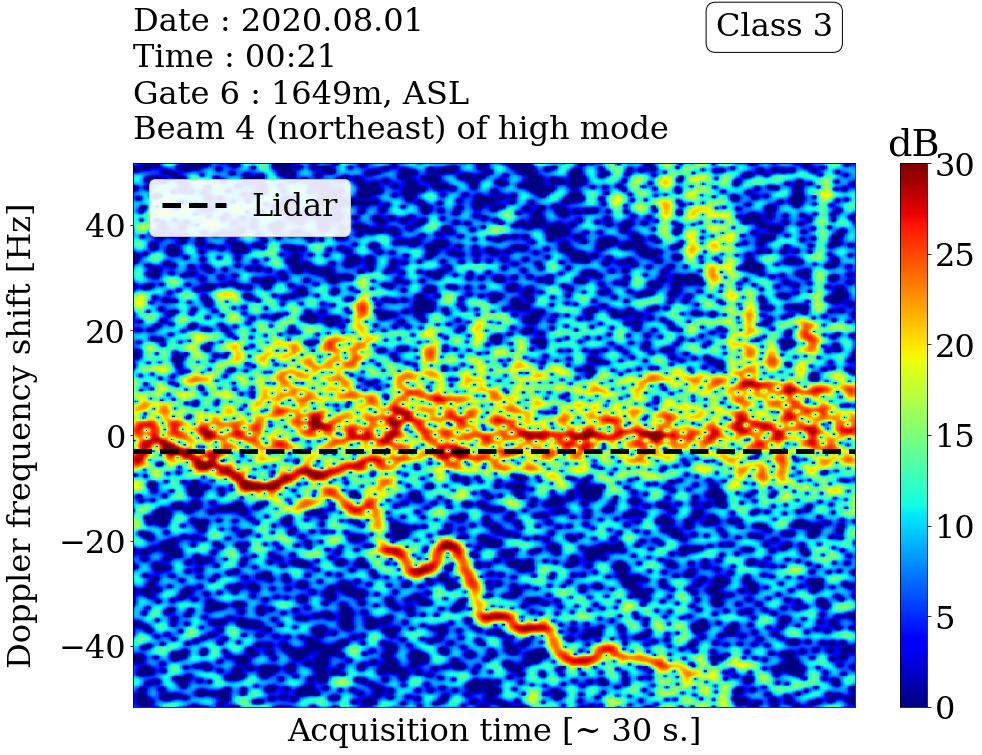 Date : 2020.08.01
Class 3
Time : 00:21
Gate 6 : 1649m, ASL
Beam 4 (northeast) of high mode
dB
Lidar
Doppler frequency shift [Hz]
40
20
0
−20
−40
30
25
20
15
10
5
0
Acquisition time [~ 30 s.]